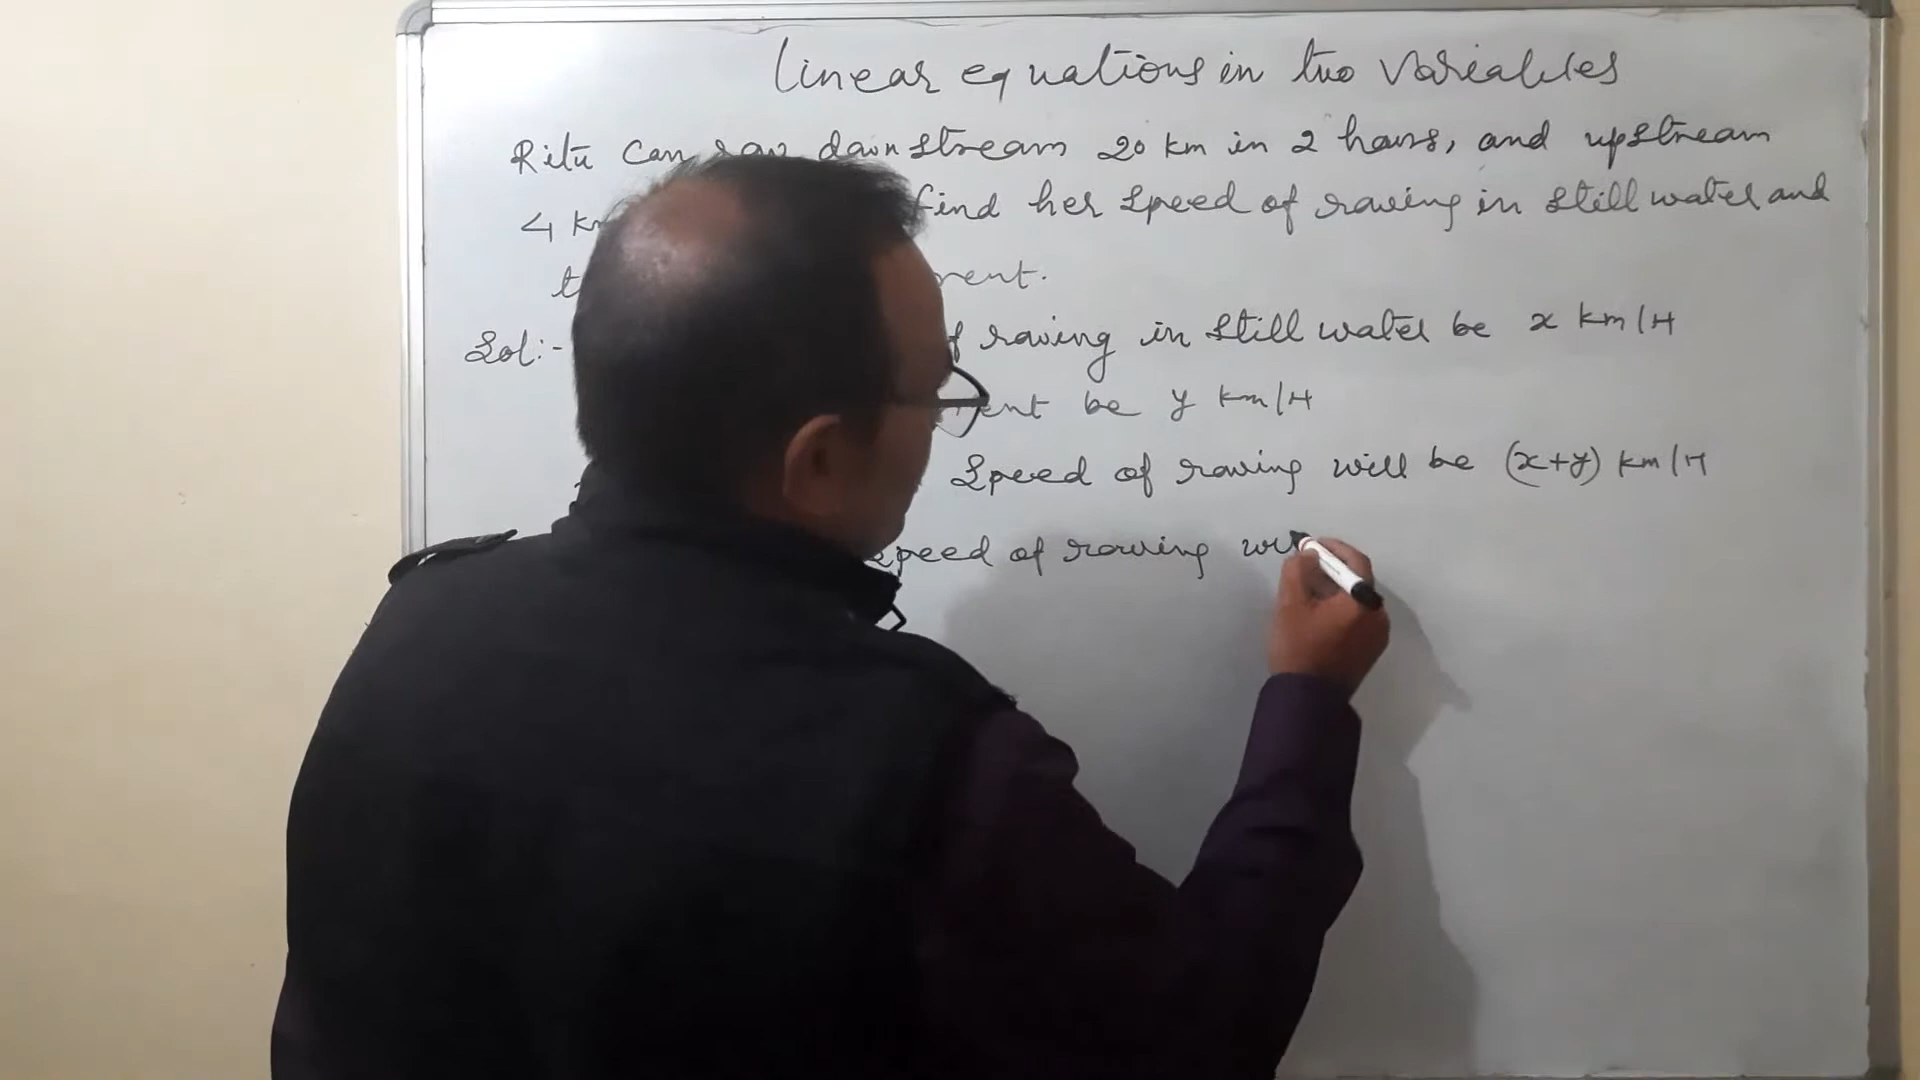 Linear equations in two Variables
Ritu Can row downstream 20 km in 2 hours, and upstream
4 km find her speed of rowing in still water and
Sol:- of rowing in still water be x km/H
be y km/H
Speed of rowing will be (x+y) km/H
Speed of rowing